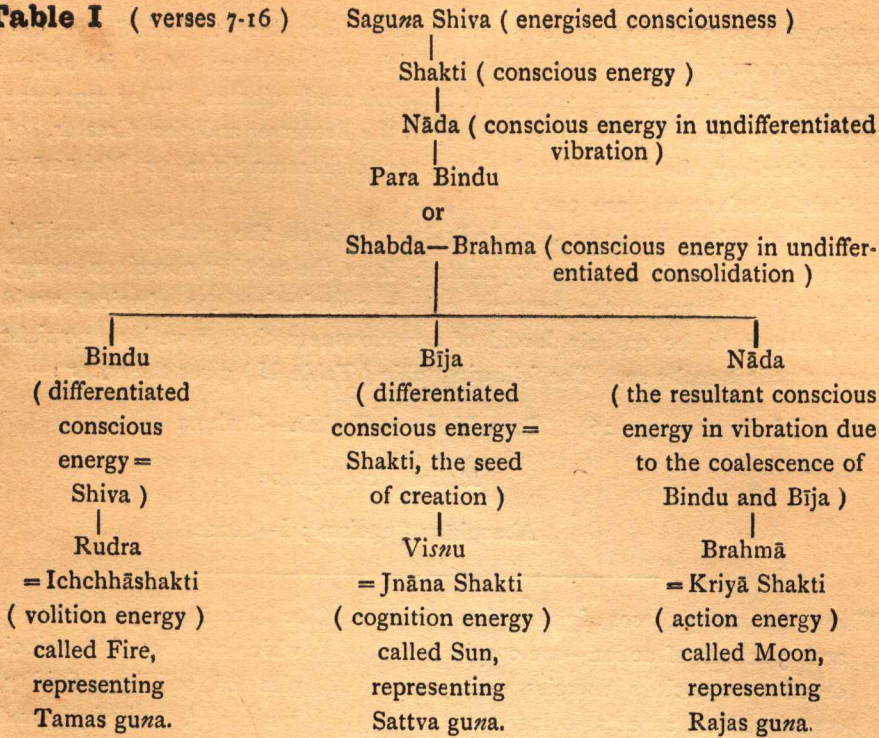 Table I ( verses 7-16 ) Saguna Shiva ( energised consciousness )
Shakti ( conscious energy )
Nāda ( conscious energy in undifferentiated
vibration )
Para Bindu
or
Shabda—Brahma ( conscious energy in undiffer-
entiated consolidation )
Bindu
( differentiated
conscious
energy =
Shiva )
Rudra
= Ichchhāshakti
( volition energy )
called Fire,
representing
Tamas guna.
Bīja
( differentiated
conscious energy =
Shakti, the seed
of creation )
Visnu
= Jnāna Shakti
( cognition energy )
called Sun,
representing
Sattva guna.
Nāda
( the resultant conscious
energy in vibration due
to the coalescence of
Bindu and Bīja )
Brahmā
= Kriyā Shakti
( action energy )
called Moon,
representing
Rajas guna.